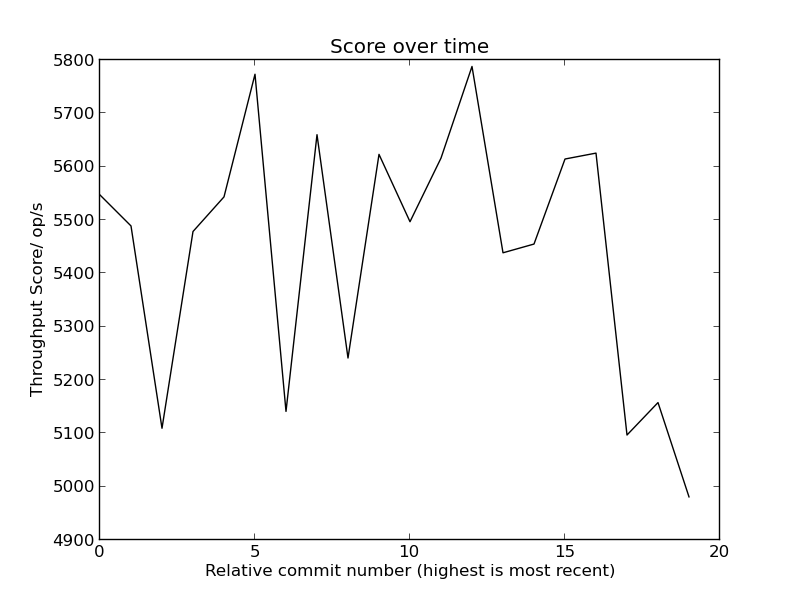 Score over time
Throughput Score/ op/s
5800
5700
5600
5500
5400
5300
5200
5100
5000
4900
0 5 10 15 20
Relative commit number (highest is most recent)